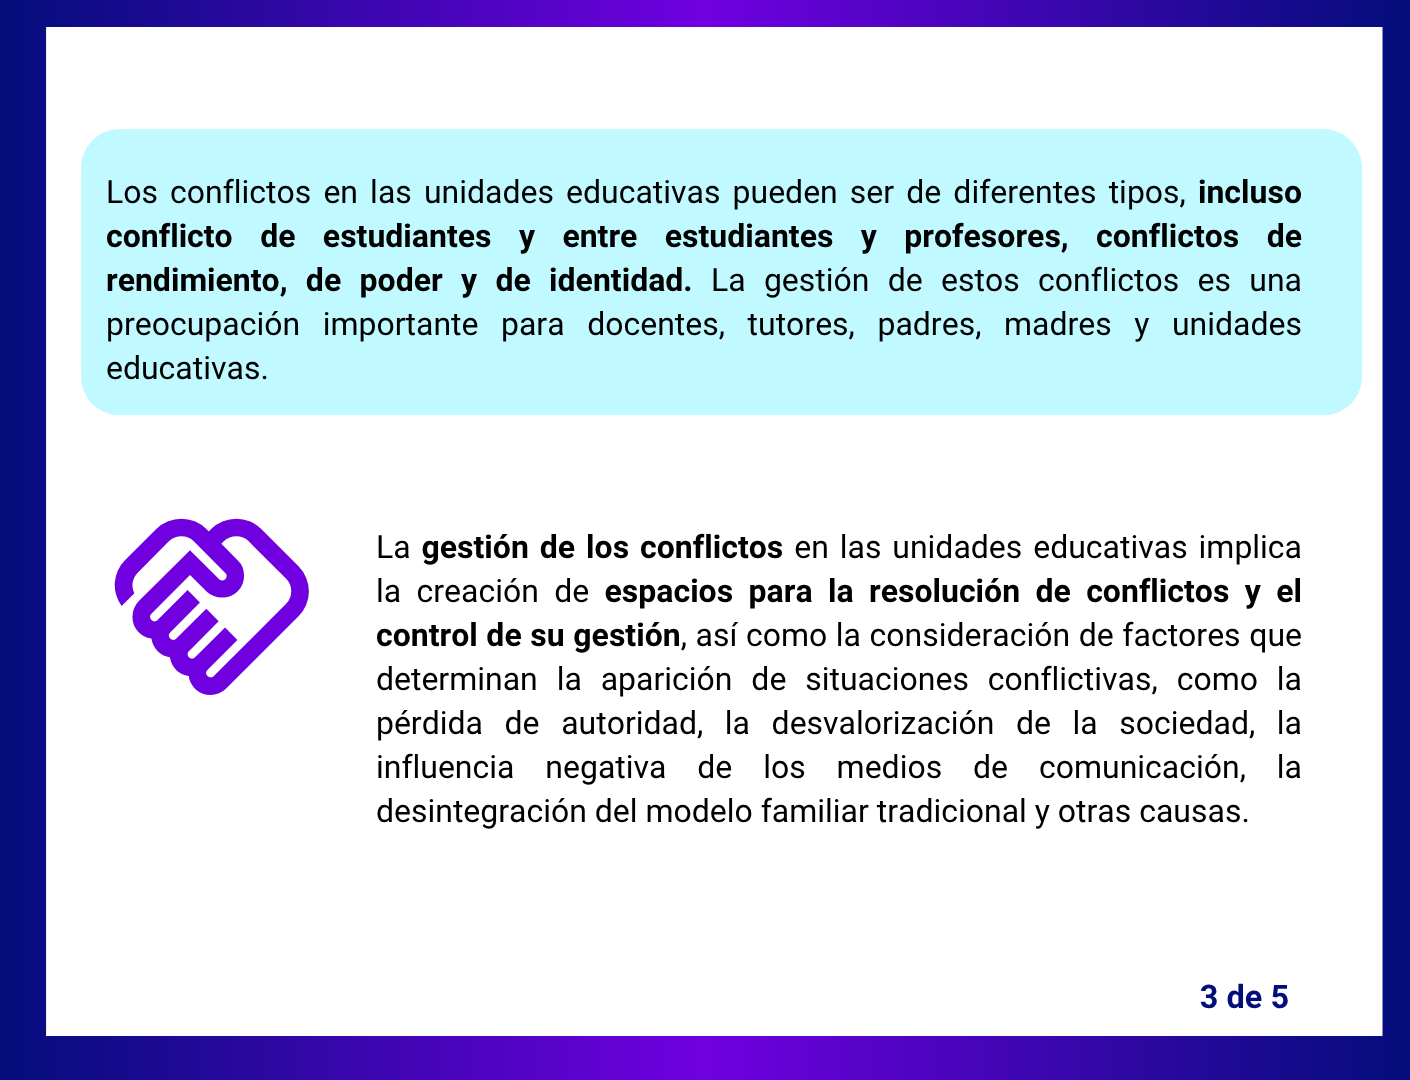 Los conflictos en las unidades educativas pueden ser de diferentes tipos, incluso
conflicto de estudiantes y entre estudiantes y profesores, conflictos de
rendimiento, de poder y de identidad. La gestión de estos conflictos es una
preocupación importante para docentes, tutores, padres, madres y unidades
educativas.
La gestión de los conflictos en las unidades educativas implica
la creación de espacios para la resolución de conflictos y el
control de su gestión, así como la consideración de factores que
determinan la aparición de situaciones conflictivas, como la
pérdida de autoridad, la desvalorización de la sociedad, la
influencia negativa de los medios de comunicación, la
desintegración del modelo familiar tradicional y otras causas.
3 de 5